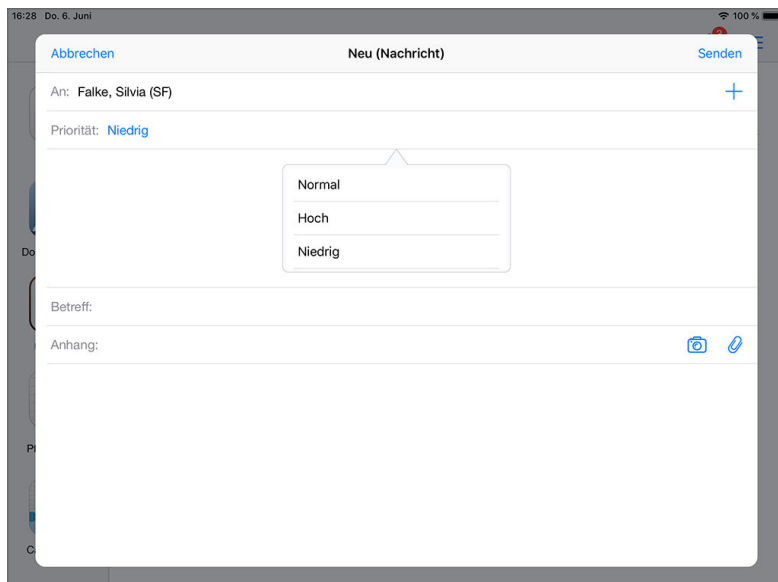 16:28 Do. 6. Juni 100 %
Abbrechen Neu (Nachricht) Senden
An: Falke, Silvia (SF)
Priorität: Niedrig
Normal
Hoch
Niedrig
Do
Betreff:
Anhang: